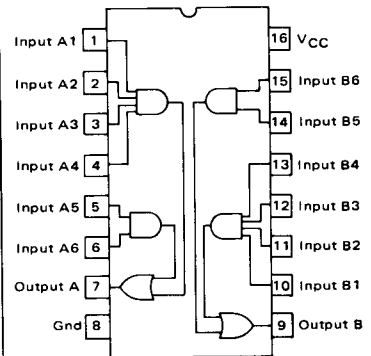 Input A1 1
Input A2 2
Input A3 3
Input A4 4
Input A5 5
Input A6 6
Output A 7
Gnd 8
16 VCC
15 Input B6
14 Input B5
13 Input B4
12 Input B3
11 Input B2
10 Input B1
9 Output B